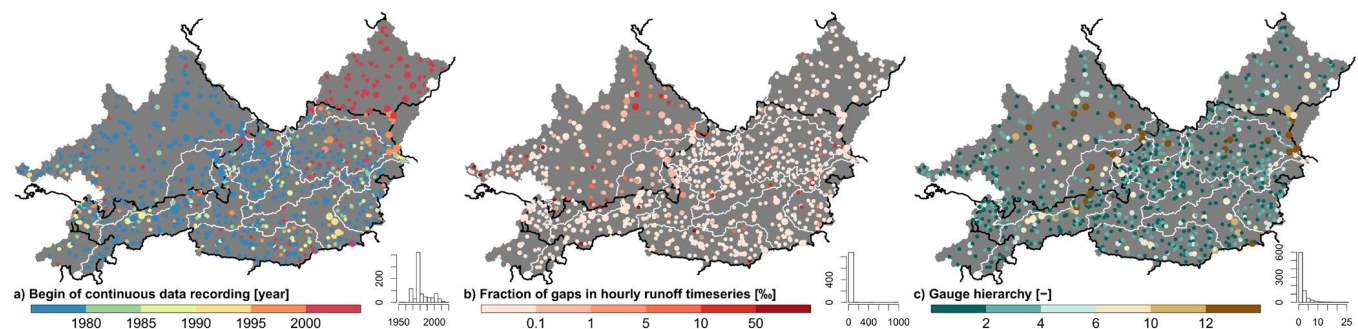 0 200
1950 2000
a) Begin of continuous data recording [year]
1980 1985 1990 1995 2000
0 400
0 400 1000
b) Fraction of gaps in hourly runoff timeseries [‰]
0.1 1 5 10 50
0 200 600
0 10 25
c) Gauge hierarchy [−]
2 4 6 10 12